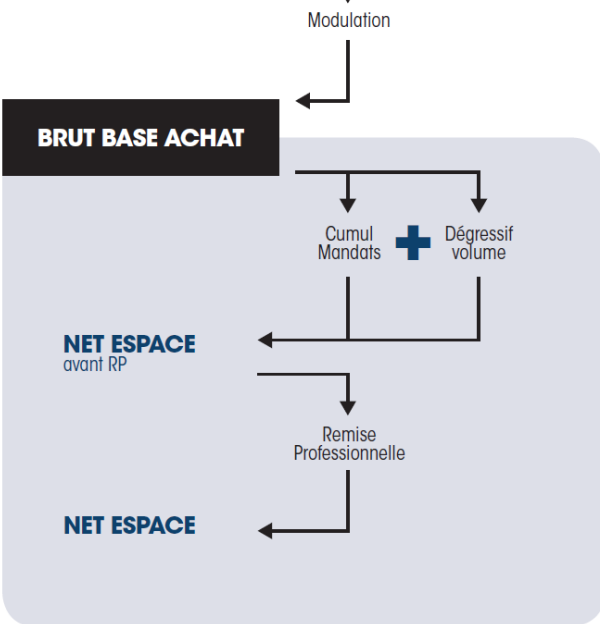 Modulation
BRUT BASE ACHAT
Cumul
Mandats
Dégressif
volume
NET ESPACE
avant RP
Remise
Professionnelle
NET ESPACE